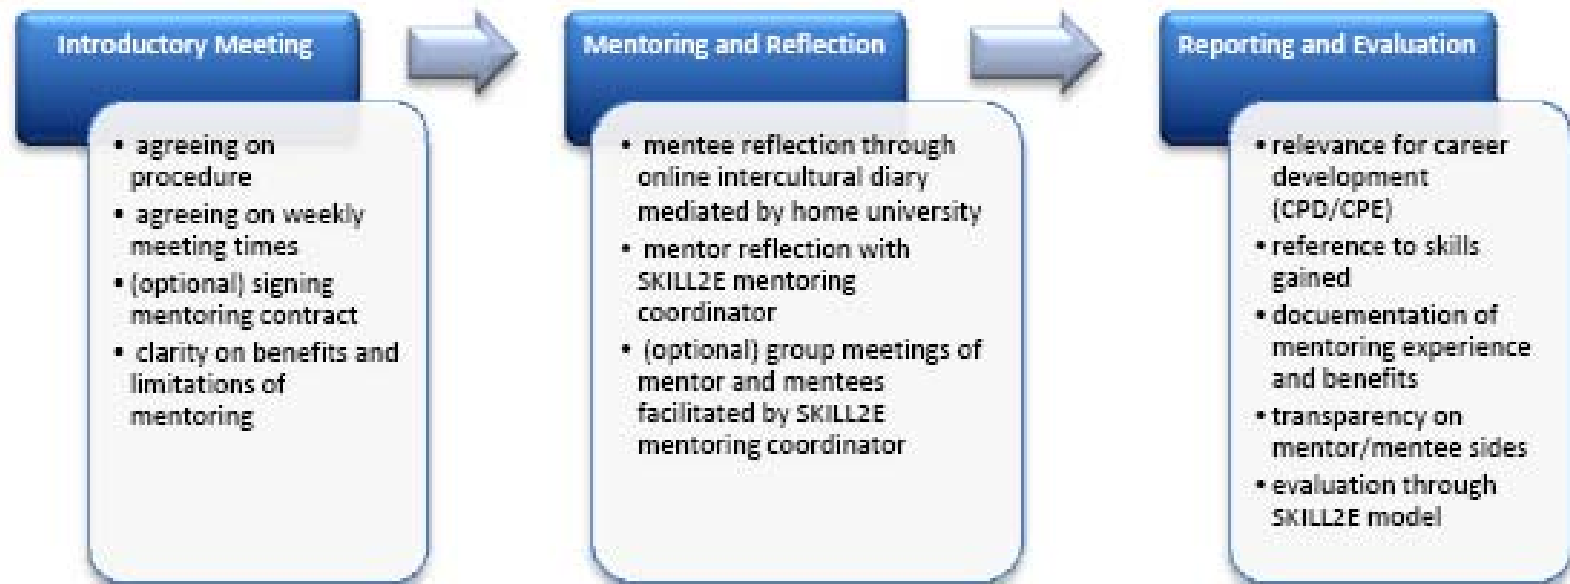 Introductory Meeting
• agreeing on
procedure
• agreeing on weekly
meeting times
• (optional) signing
mentoring contract
• clarity on benefits and
limitations of
mentoring
Mentoring and Reflection
• mentee reflection through
online intercultural diary
mediated by home university
• mentor reflection with
SKILL2E mentoring
coordinator
• (optional) group meetings of
mentor and mentees
facilitated by SKILL2E
mentoring coordinator
Reporting and Evaluation
• relevance for career
development
(CPD/CPE)
• reference to skills
gained
• docuementation of
mentoring experience
and benefits
• transparency on
mentor/mentee sides
• evaluation through
SKILL2E model